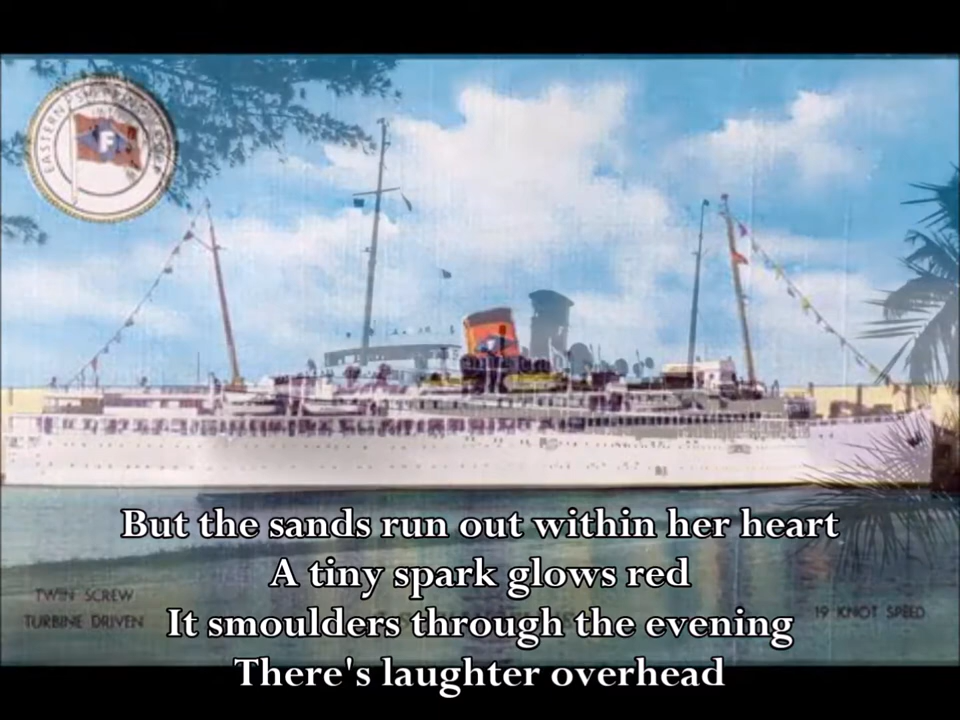 EASTERN
F
But the sands run out within her heart
A tiny spark glows red
TWIN SCREW
19 KNOT SPEED
It smoulders through the evening
TURBINE DRIVEN
There's laughter overhead